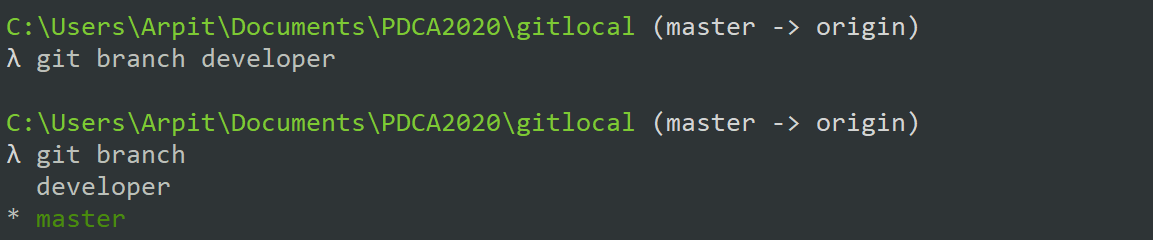 C:\Users\Arpit\Documents\PDCA2020\gitlocal (master -> origin)
λ git branch developer
C:\Users\Arpit\Documents\PDCA2020\gitlocal (master -> origin)
λ git branch
  developer
* master